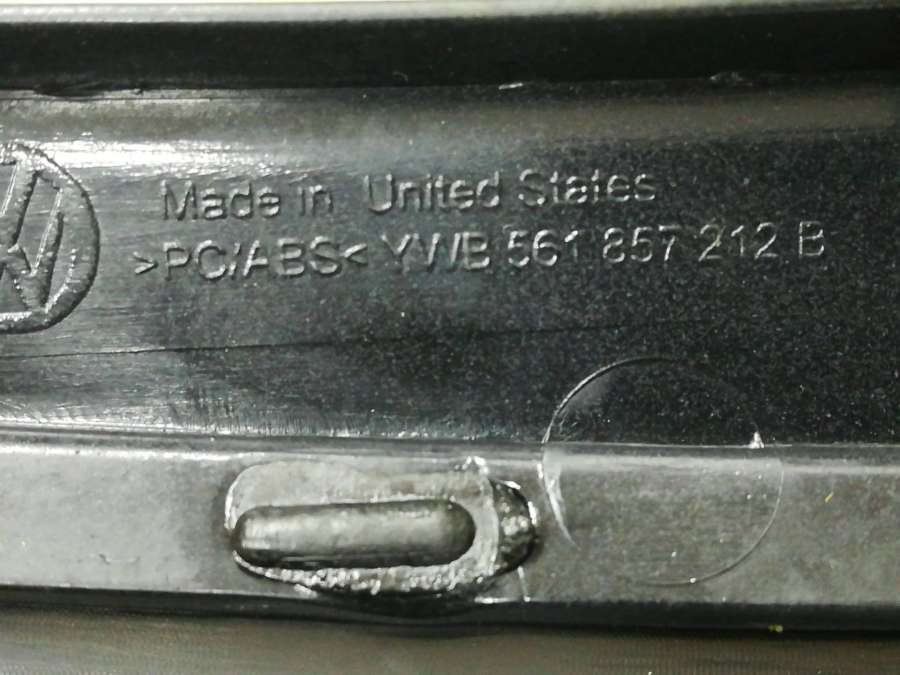 Made in United States
>PC/ABS< YWB 561 857 212 B